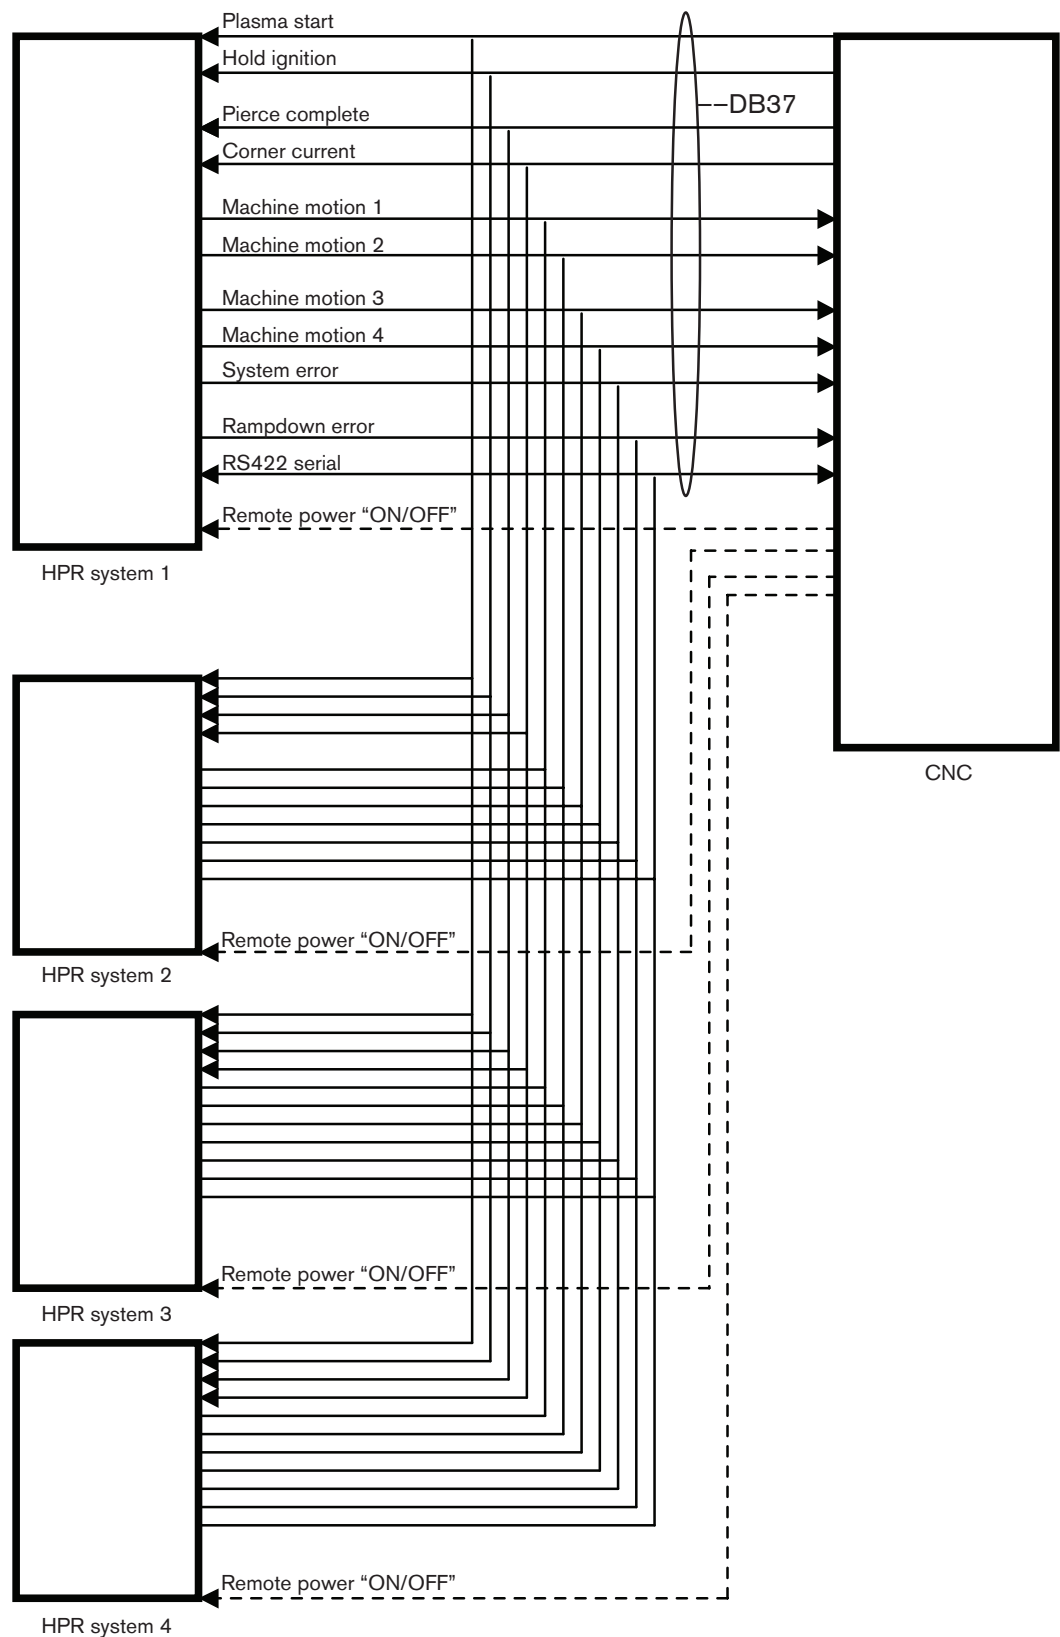 Plasma start
Hold ignition
--DB37
Pierce complete
Corner current
Machine motion 1
Machine motion 2
Machine motion 3
Machine motion 4
System error
Rampdown error
RS422 serial
Remote power “ON/OFF”
HPR system 1
CNC
Remote power “ON/OFF”
HPR system 2
Remote power “ON/OFF”
HPR system 3
Remote power “ON/OFF”
HPR system 4